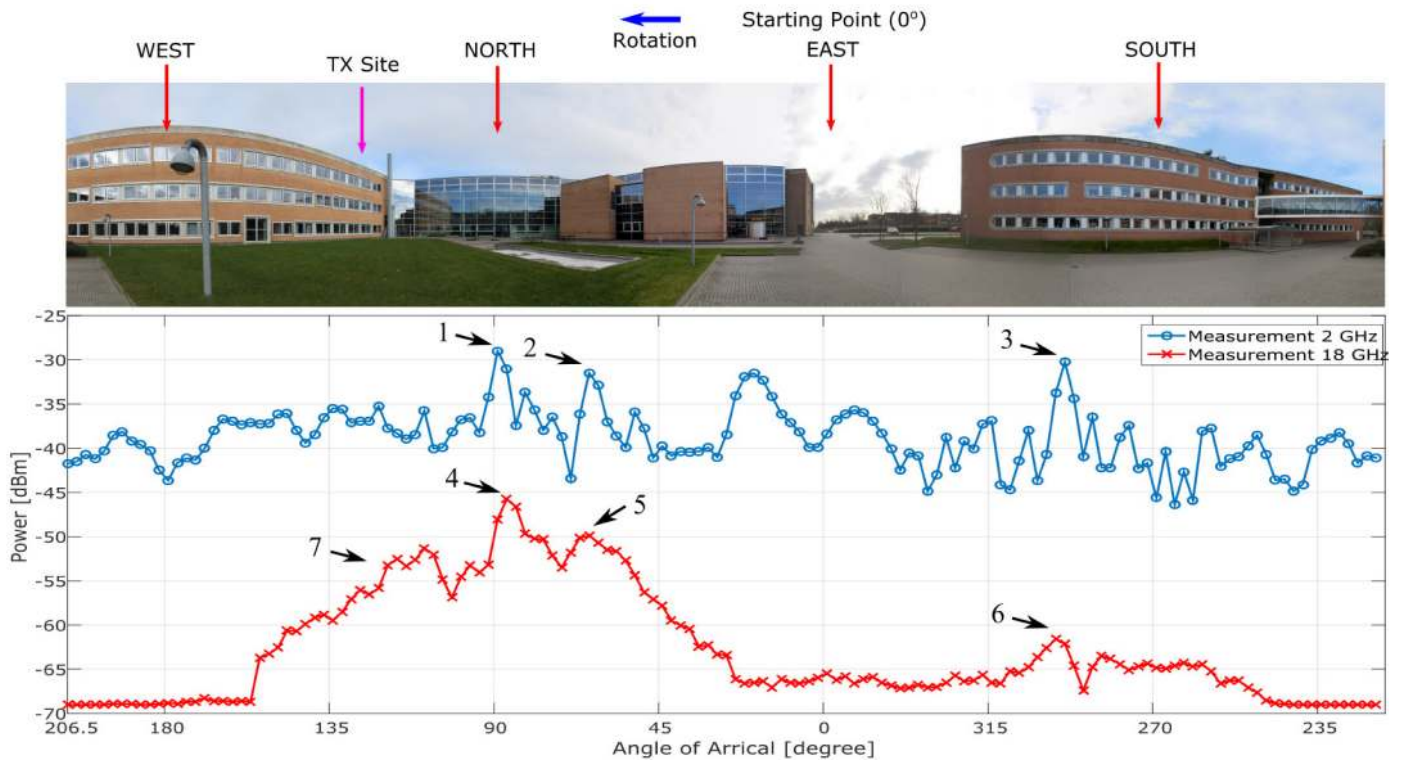 Starting Point (0°)
Rotation
WEST
TX Site
NORTH
EAST
SOUTH
-25
-30
-35
-40
-45
-50
-55
-60
-65
-70
Power [dBm]
1
2
3
4
5
6
7
Measurement 2 GHz
Measurement 18 GHz
206.5 180 135 90 45 0 315 270 235
Angle of Arrical [degree]